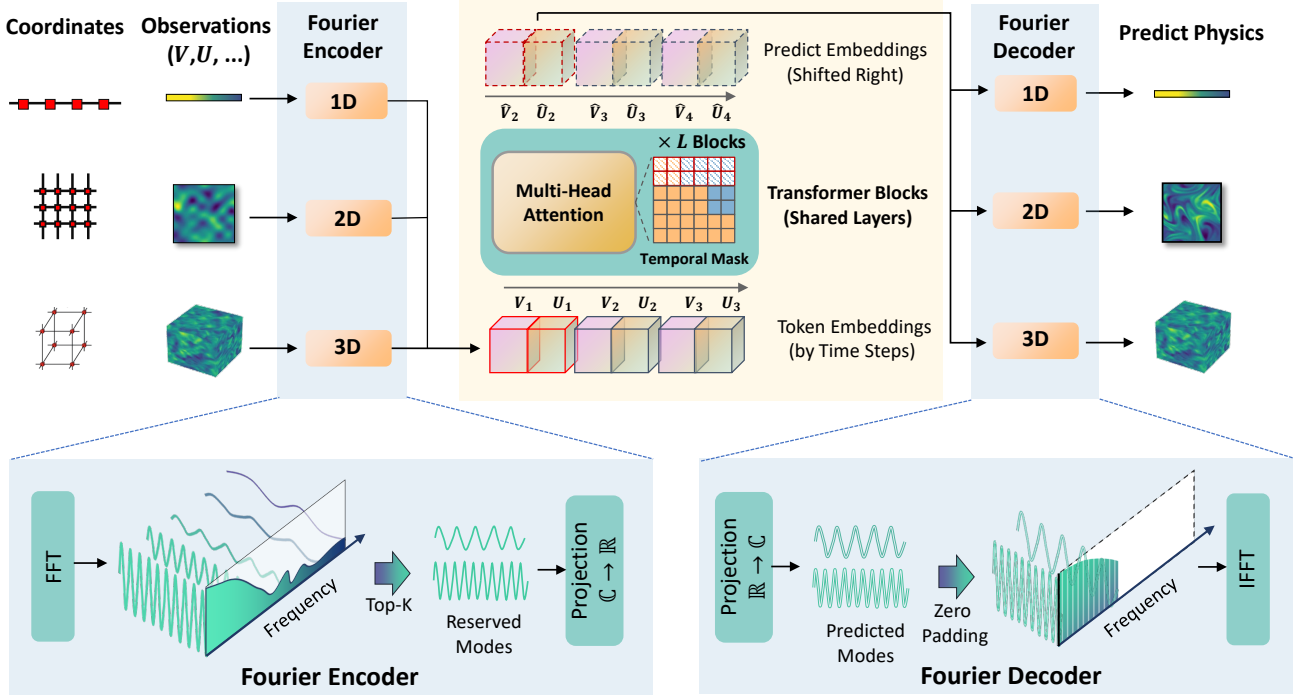 Coordinates
Observations
(V,U, ...)
Fourier
Encoder
1D
2D
3D
Predict Embeddings
(Shifted Right)
V̂₂ Û₂ V̂₃ Û₃ V̂₄ Û₄
× L Blocks
Multi-Head
Attention
Temporal Mask
Transformer Blocks
(Shared Layers)
V₁ U₁ V₂ U₂ V₃ U₃
Token Embeddings
(by Time Steps)
Fourier
Decoder
1D
2D
3D
Predict Physics
FFT
Frequency
Top-K
Reserved
Modes
Projection
ℂ → ℝ
Fourier Encoder
Projection
ℝ → ℂ
Predicted
Modes
Zero
Padding
Frequency
IFFT
Fourier Decoder